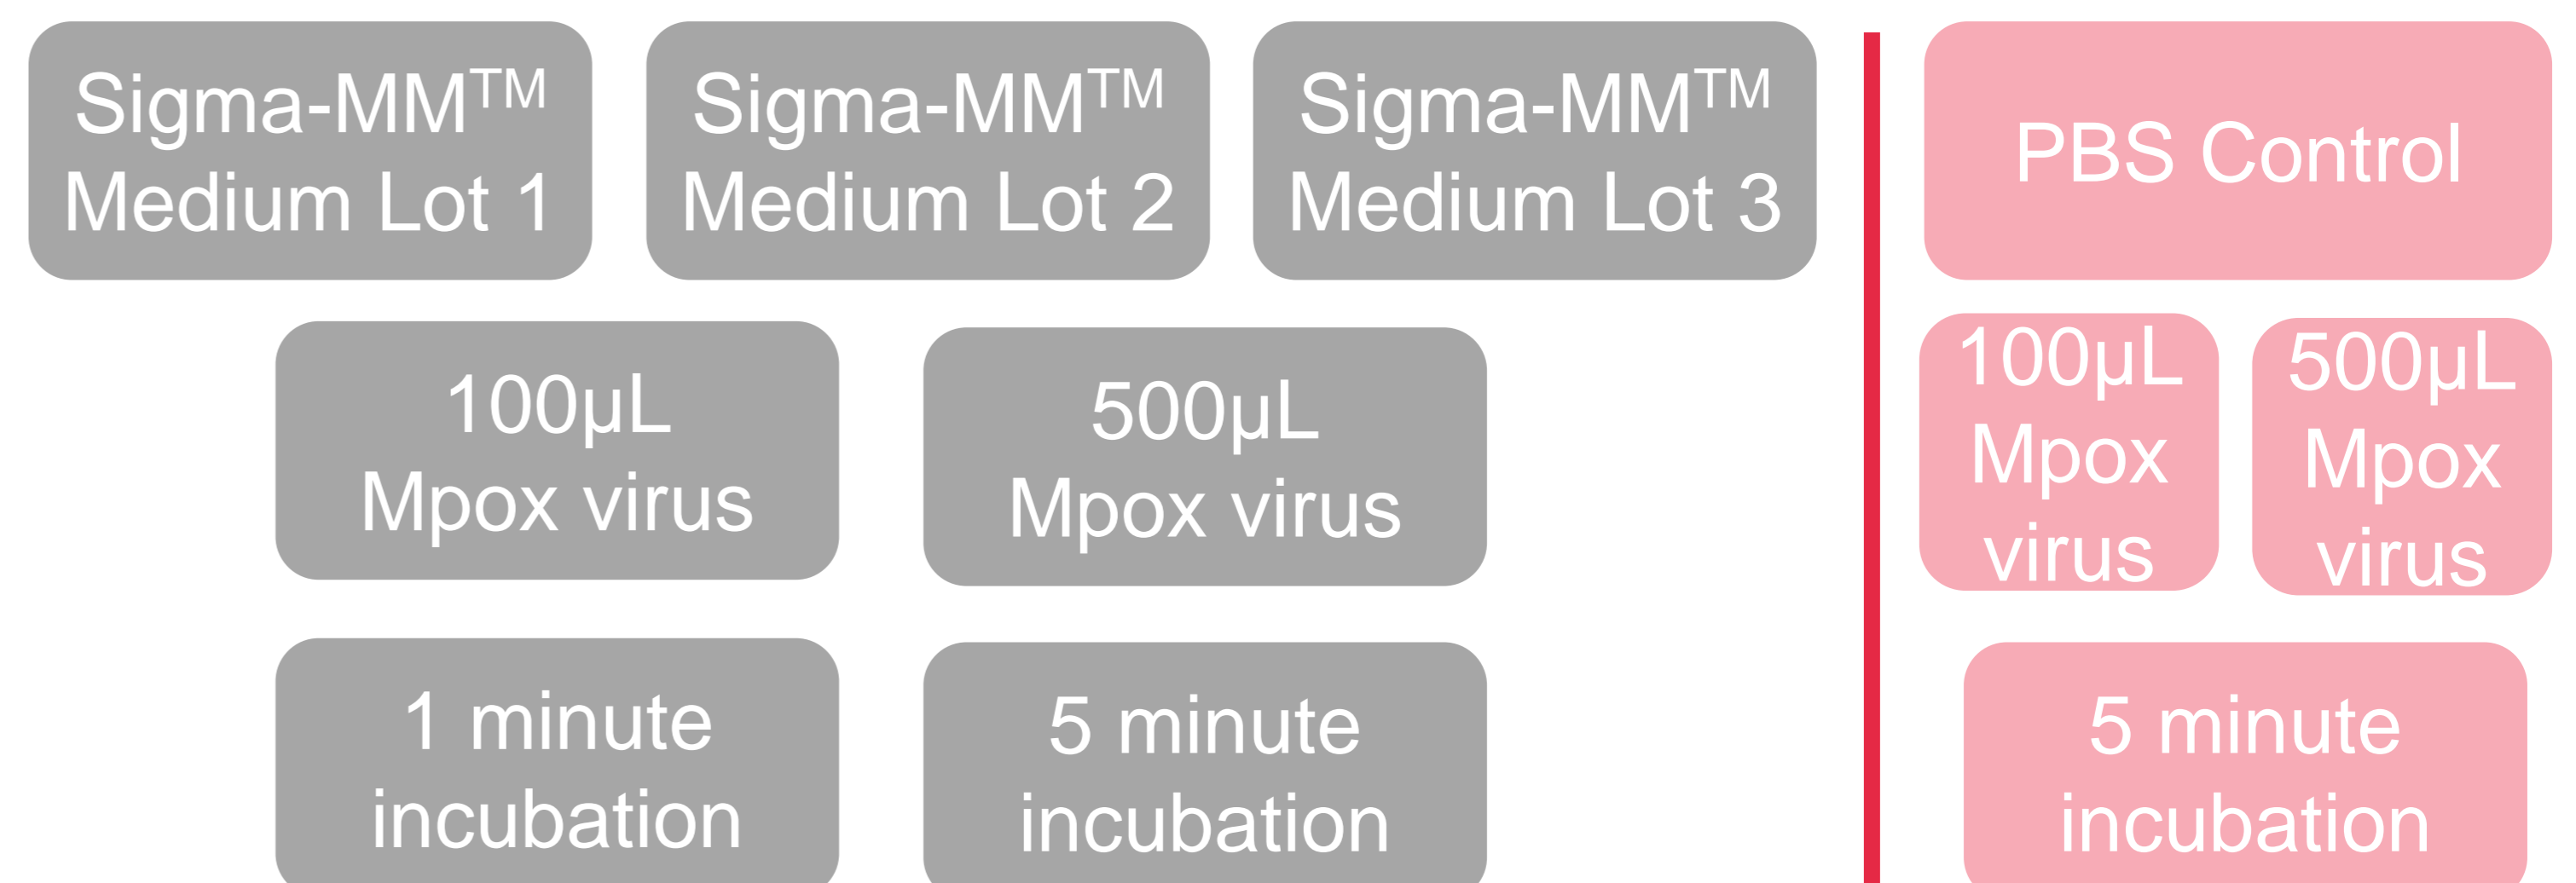 Sigma-MM™
Medium Lot 1
Sigma-MM™
Medium Lot 2
Sigma-MM™
Medium Lot 3
PBS Control
100µL
Mpox virus
500µL
Mpox virus
100µL
Mpox
virus
500µL
Mpox
virus
1 minute
incubation
5 minute
incubation
5 minute
incubation